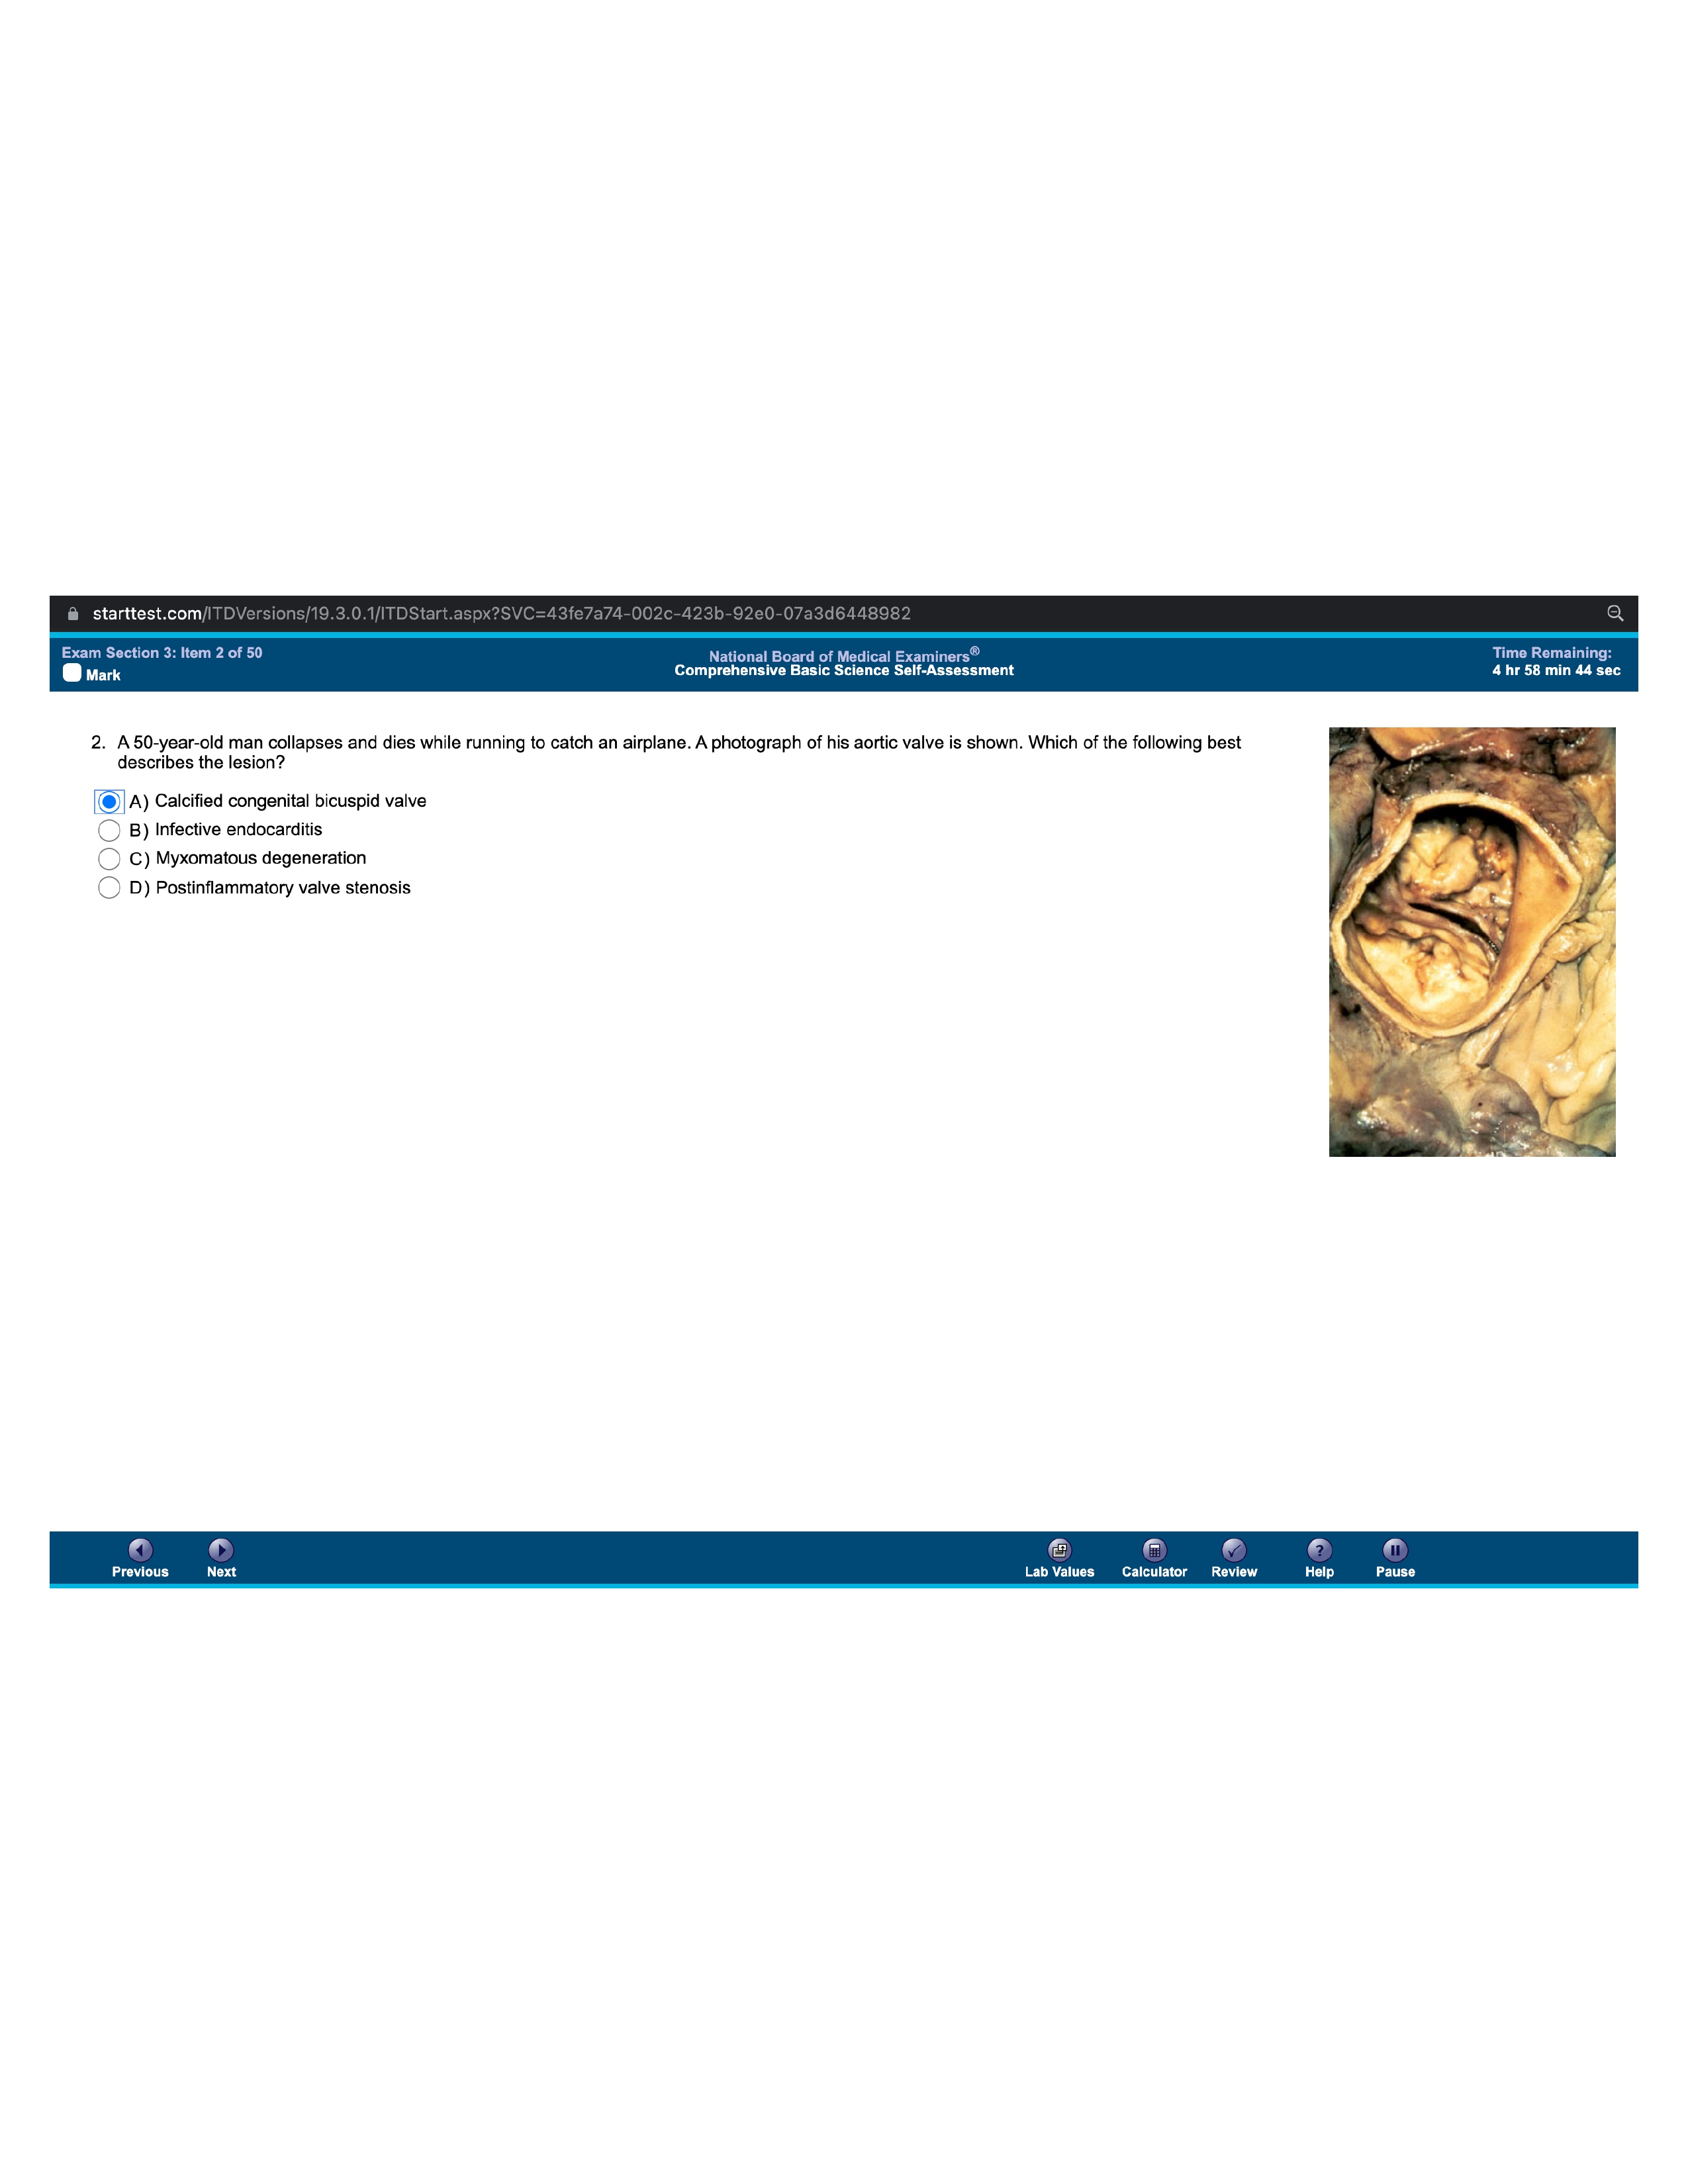 starttest.com/ITDVersions/19.3.0.1/ITDStart.aspx?SVC=43fe7a74-002c-423b-92e0-07a3d6448982
Exam Section 3: Item 2 of 50
Mark
National Board of Medical Examiners®
Comprehensive Basic Science Self-Assessment
Time Remaining:
4 hr 58 min 44 sec
2. A 50-year-old man collapses and dies while running to catch an airplane. A photograph of his aortic valve is shown. Which of the following best
describes the lesion?
A) Calcified congenital bicuspid valve
B) Infective endocarditis
C) Myxomatous degeneration
D) Postinflammatory valve stenosis
Previous
Next
Lab Values
Calculator
Review
Help
Pause